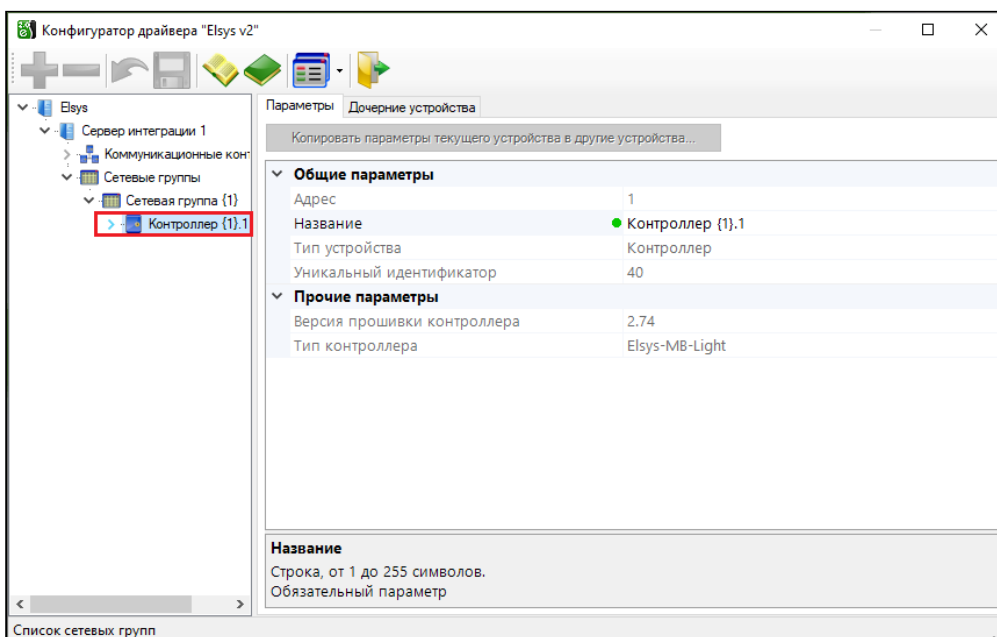 Конфигуратор драйвера "Elsys v2"
Elsys
Сервер интеграции 1
Коммуникационные конт
Сетевые группы
Сетевая группа {1}
Контроллер {1}.1
Параметры Дочерние устройства
Копировать параметры текущего устройства в другие устройства...
Общие параметры
Адрес 1
Название Контроллер {1}.1
Тип устройства Контроллер
Уникальный идентификатор 40
Прочие параметры
Версия прошивки контроллера 2.74
Тип контроллера Elsys-MB-Light
Название
Строка, от 1 до 255 символов.
Обязательный параметр
Список сетевых групп